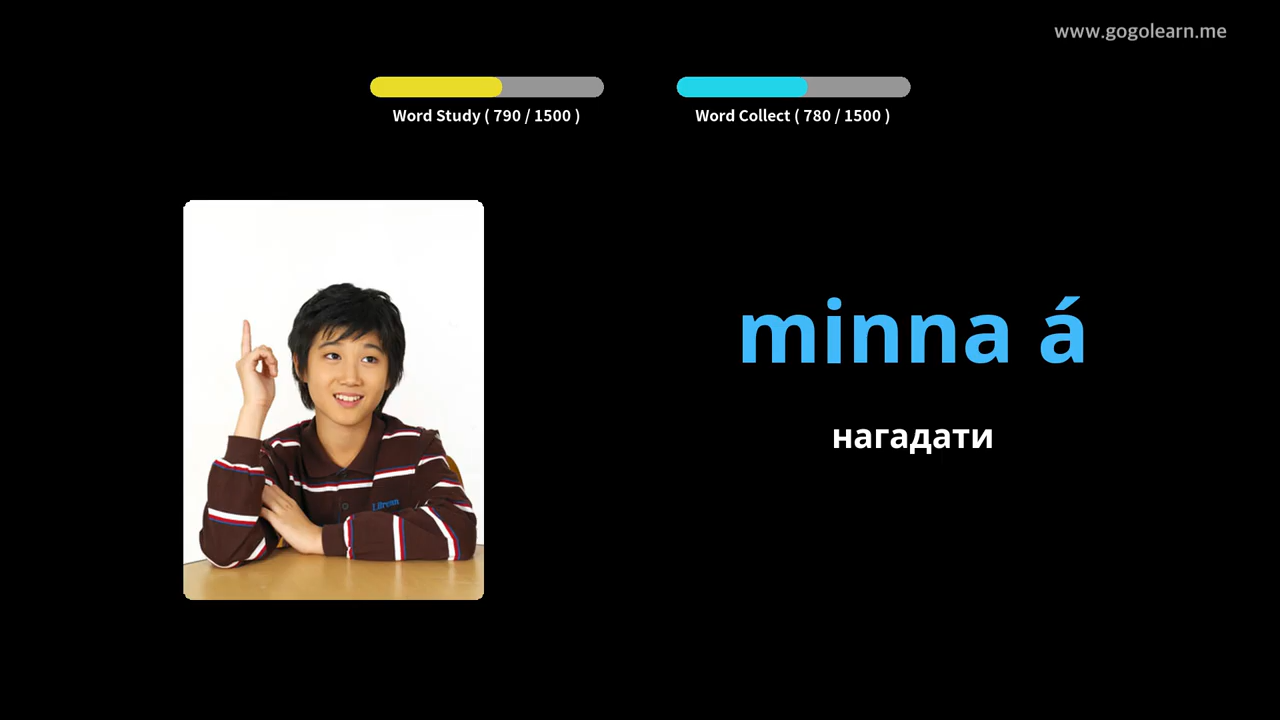 www.gogolearn.me
Word Study ( 790 / 1500 )
Word Collect ( 780 / 1500 )
minna á
нагадати